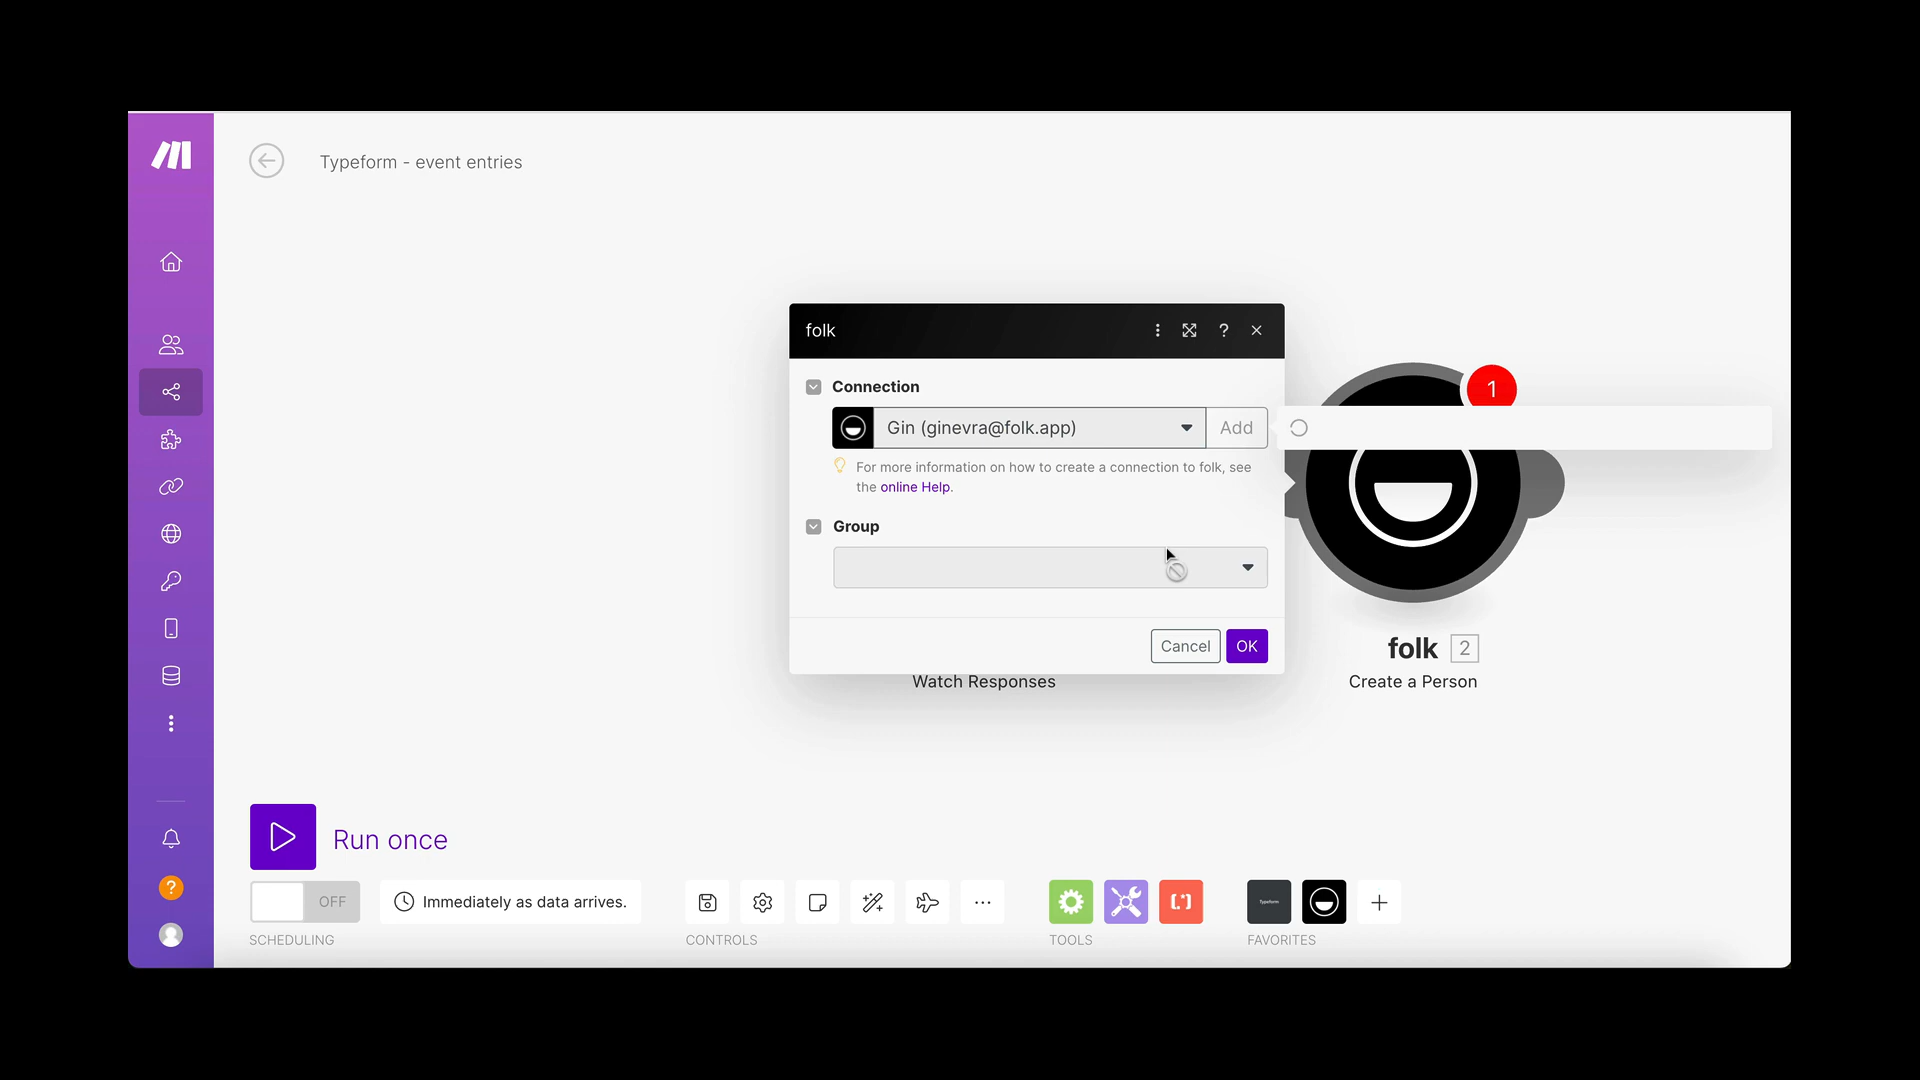 Typeform - event entries
folk
?
Connection
Gin (ginevra@folk.app)
Add
For more information on how to create a connection to folk, see
the online Help.
Group
Cancel
OK
1
Watch Responses
folk 2
Create a Person
Run once
OFF
Immediately as data arrives.
?
[.*]
Typeform
SCHEDULING
CONTROLS
TOOLS
FAVORITES